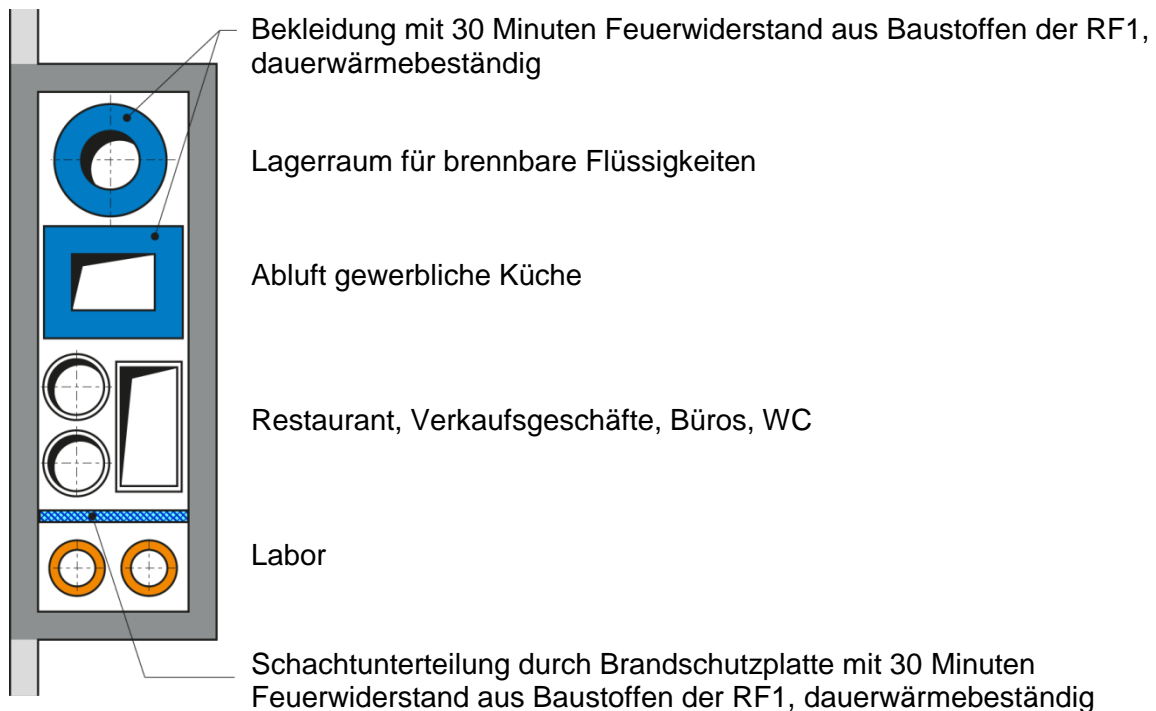 Bekleidung mit 30 Minuten Feuerwiderstand aus Baustoffen der RF1,
dauerwärmebeständig
Lagerraum für brennbare Flüssigkeiten
Abluft gewerbliche Küche
Restaurant, Verkaufsgeschäfte, Büros, WC
Labor
Schachtunterteilung durch Brandschutzplatte mit 30 Minuten
Feuerwiderstand aus Baustoffen der RF1, dauerwärmebeständig